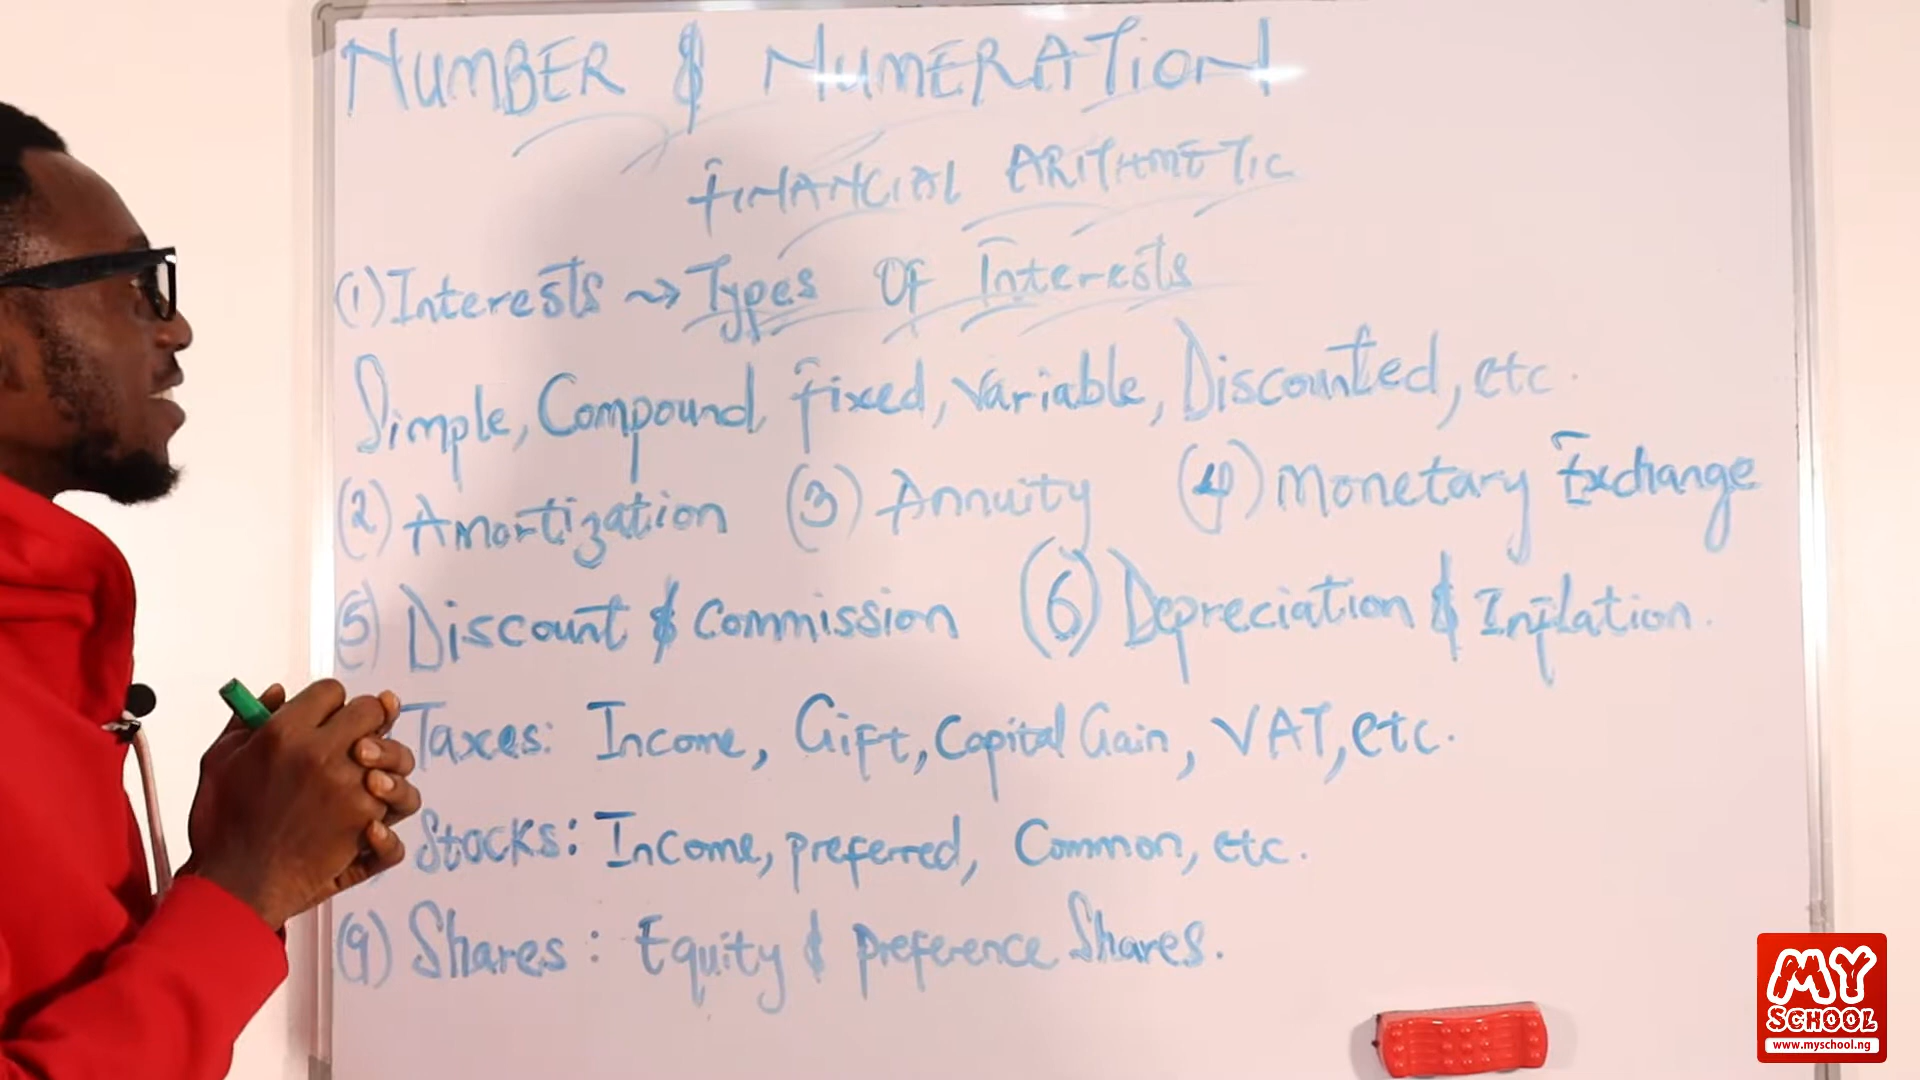 NUMBER & NUMERATION
FINANCIAL ARITHMETIC
(1) Interests → Types Of Interests
Simple, Compound, Fixed, Variable, Discounted, etc.
(2) Amortization (3) Annuity (4) Monetary Exchange
(5) Discount & Commission (6) Depreciation & Inflation.
Taxes: Income, Gift, Capital Gain, VAT, etc.
Stocks: Income, preferred, Common, etc.
(9) Shares: Equity & preference Shares.
MY
SCHOOL
www.myschool.ng